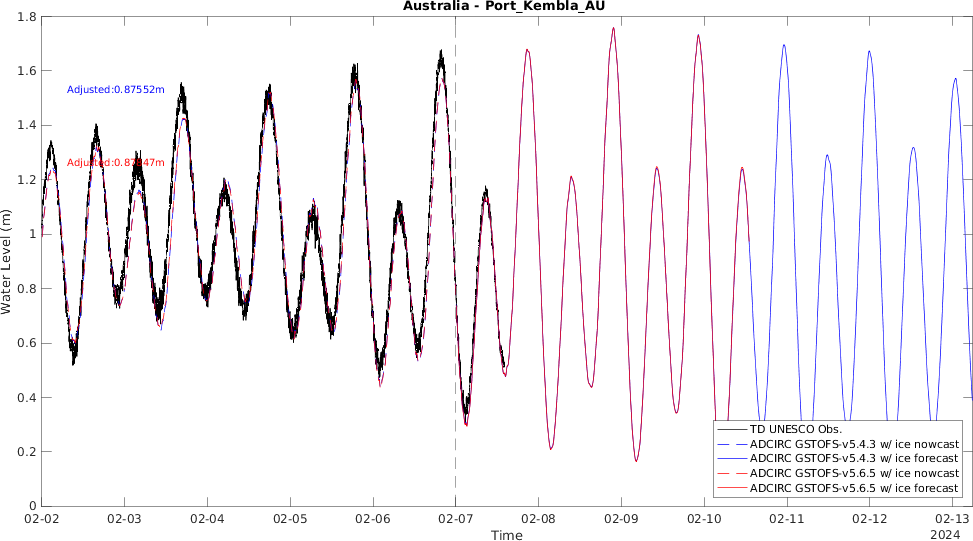 Australia - Port_Kembla_AU
1.8
1.6
1.4
1.2
1
0.8
0.6
0.4
0.2
0
Water Level (m)
Adjusted:0.87552m
TD UNESCO Obs.
ADCIRC GSTOFS-v5.4.3 w/ ice nowcast
ADCIRC GSTOFS-v5.4.3 w/ ice forecast
ADCIRC GSTOFS-v5.6.5 w/ ice nowcast
ADCIRC GSTOFS-v5.6.5 w/ ice forecast
02-02 02-03 02-04 02-05 02-06 02-07 02-08 02-09 02-10 02-11 02-12 02-13
Time
2024